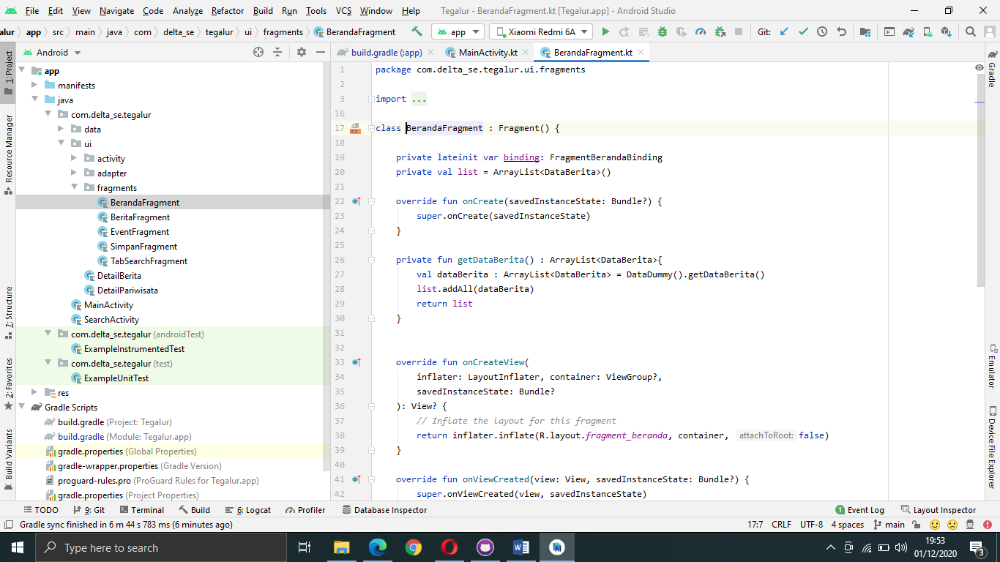 File Edit View Navigate Code Analyze Refactor Build Run Tools VCS Window Help Tegalur - BerandaFragment.kt [Tegalur.app] - Android Studio
alur app src main java com delta_se tegalur ui fragments BerandaFragment app Xiaomi Redmi 6A Git:
1: Project
Resource Manager
7: Structure
2: Favorites
Build Variants
Android
app
manifests
java
com.delta_se.tegalur
data
ui
activity
adapter
fragments
BerandaFragment
BeritaFragment
EventFragment
SimpanFragment
TabSearchFragment
DetailBerita
DetailPariwisata
MainActivity
SearchActivity
com.delta_se.tegalur (androidTest)
ExampleInstrumentedTest
com.delta_se.tegalur (test)
ExampleUnitTest
res
Gradle Scripts
build.gradle (Project: Tegalur)
build.gradle (Module: Tegalur.app)
gradle.properties (Global Properties)
gradle-wrapper.properties (Gradle Version)
proguard-rules.pro (ProGuard Rules for Tegalur.app)
gradle.properties (Project Properties)
build.gradle (:app) MainActivity.kt BerandaFragment.kt
1 package com.delta_se.tegalur.ui.fragments
2
3 import ...
16
17 class BerandaFragment : Fragment() {
18
19 private lateinit var binding: FragmentBerandaBinding
20 private val list = ArrayList<DataBerita>()
21
22 override fun onCreate(savedInstanceState: Bundle?) {
23 super.onCreate(savedInstanceState)
24 }
25
26 private fun getDataBerita() : ArrayList<DataBerita>{
27 val dataBerita : ArrayList<DataBerita> = DataDummy().getDataBerita()
28 list.addAll(dataBerita)
29 return list
30 }
31
32
33 override fun onCreateView(
34 inflater: LayoutInflater, container: ViewGroup?,
35 savedInstanceState: Bundle?
36 ): View? {
37 // Inflate the layout for this fragment
38 return inflater.inflate(R.layout.fragment_beranda, container, attachToRoot: false)
39 }
40
41 override fun onViewCreated(view: View, savedInstanceState: Bundle?) {
42 super.onViewCreated(view, savedInstanceState)
Gradle
Emulator
Device File Explorer
TODO 9: Git Terminal Build 6: Logcat Profiler Database Inspector 1 Event Log Layout Inspector
Gradle sync finished in 6 m 44 s 783 ms (6 minutes ago) 17:7 CRLF UTF-8 4 spaces main
Type here to search
19:53
01/12/2020
3